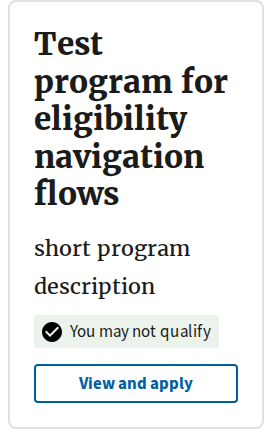 Test
program for
eligibility
navigation
flows
short program
description
You may not qualify
View and apply